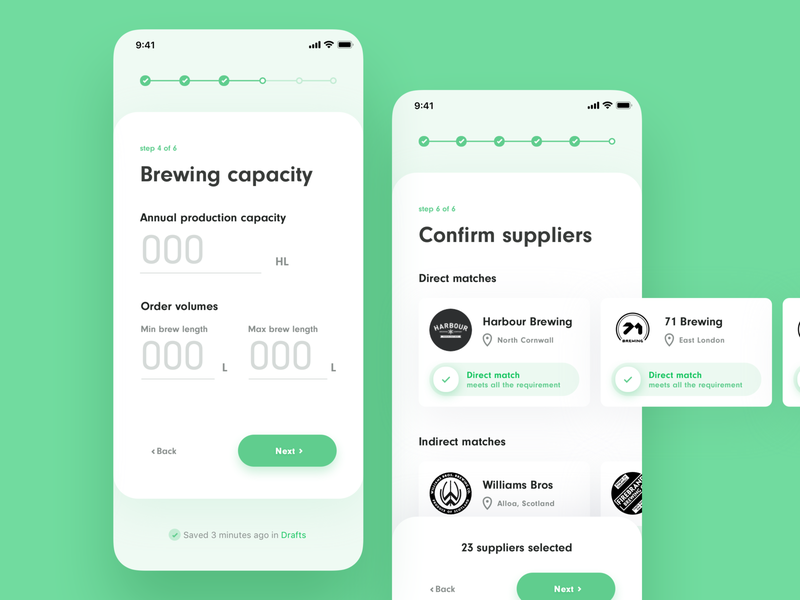 9:41
step 4 of 6
Brewing capacity
Annual production capacity
000 HL
Order volumes
Min brew length Max brew length
000 L 000 L
‹ Back Next ›
Saved 3 minutes ago in Drafts
9:41
step 6 of 6
Confirm suppliers
Direct matches
HARBOUR
Harbour Brewing
North Cornwall
Direct match
meets all the requirement
71
BREWING
71 Brewing
East London
Direct match
meets all the requirement
Indirect matches
Williams Bros
Alloa, Scotland
FIREBRAND
23 suppliers selected
‹ Back Next ›